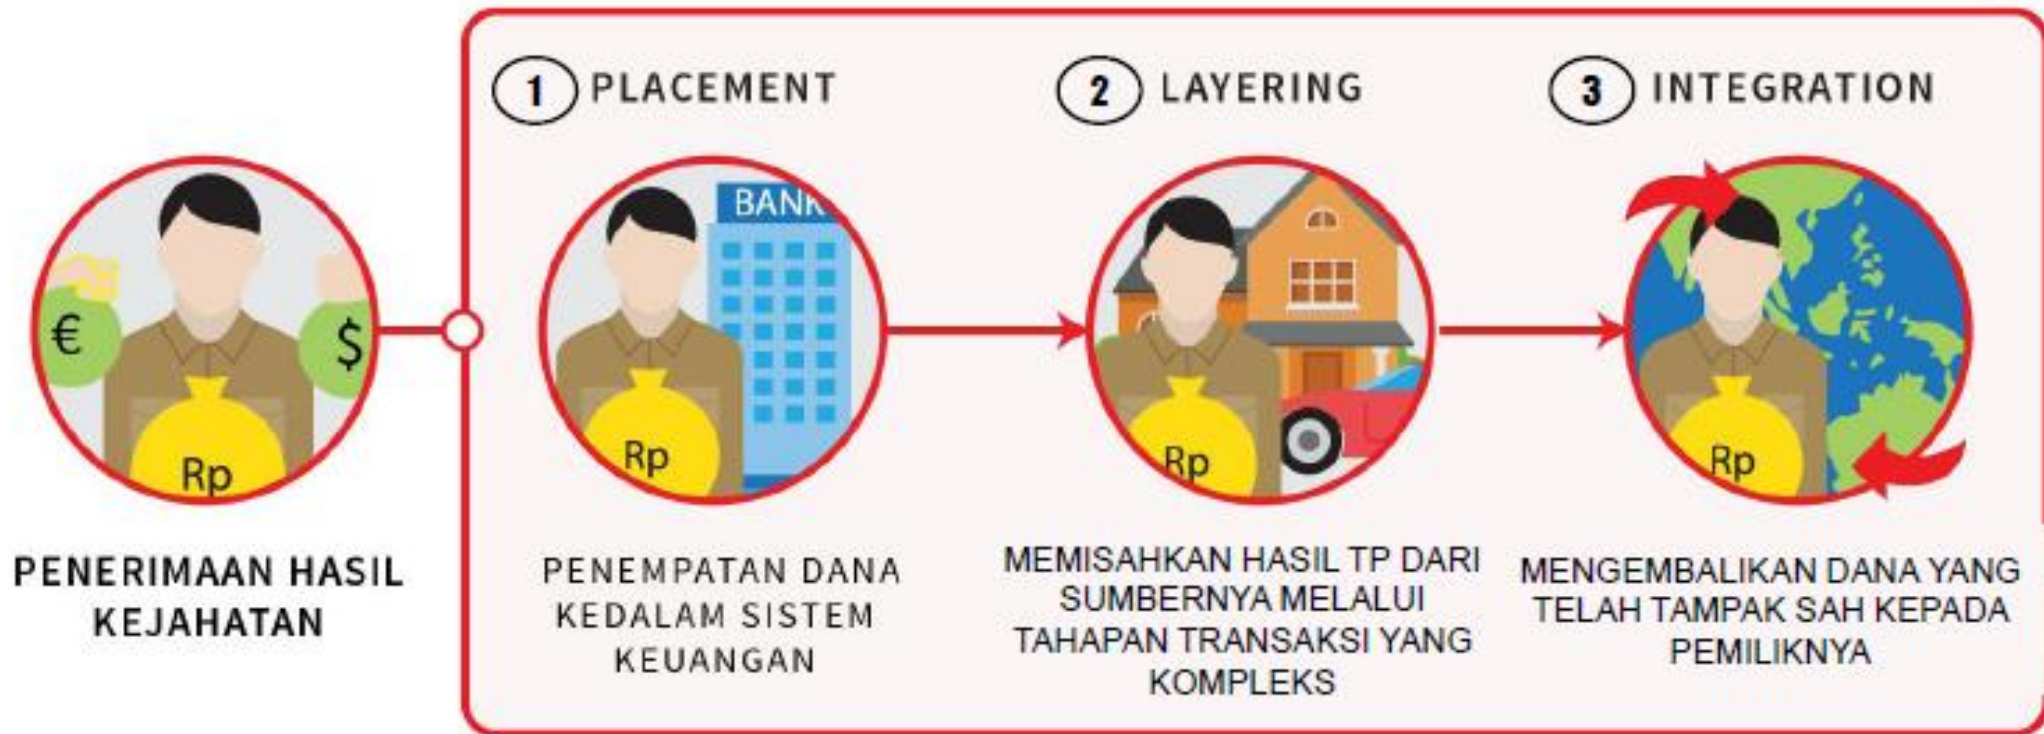 1 PLACEMENT
2 LAYERING
3 INTEGRATION
€
$
Rp
BANK
Rp
Rp
Rp
PENERIMAAN HASIL
KEJAHATAN
PENEMPATAN DANA
KEDALAM SISTEM
KEUANGAN
MEMISAHKAN HASIL TP DARI
SUMBERNYA MELALUI
TAHAPAN TRANSAKSI YANG
KOMPLEKS
MENGEMBALIKAN DANA YANG
TELAH TAMPAK SAH KEPADA
PEMILIKNYA